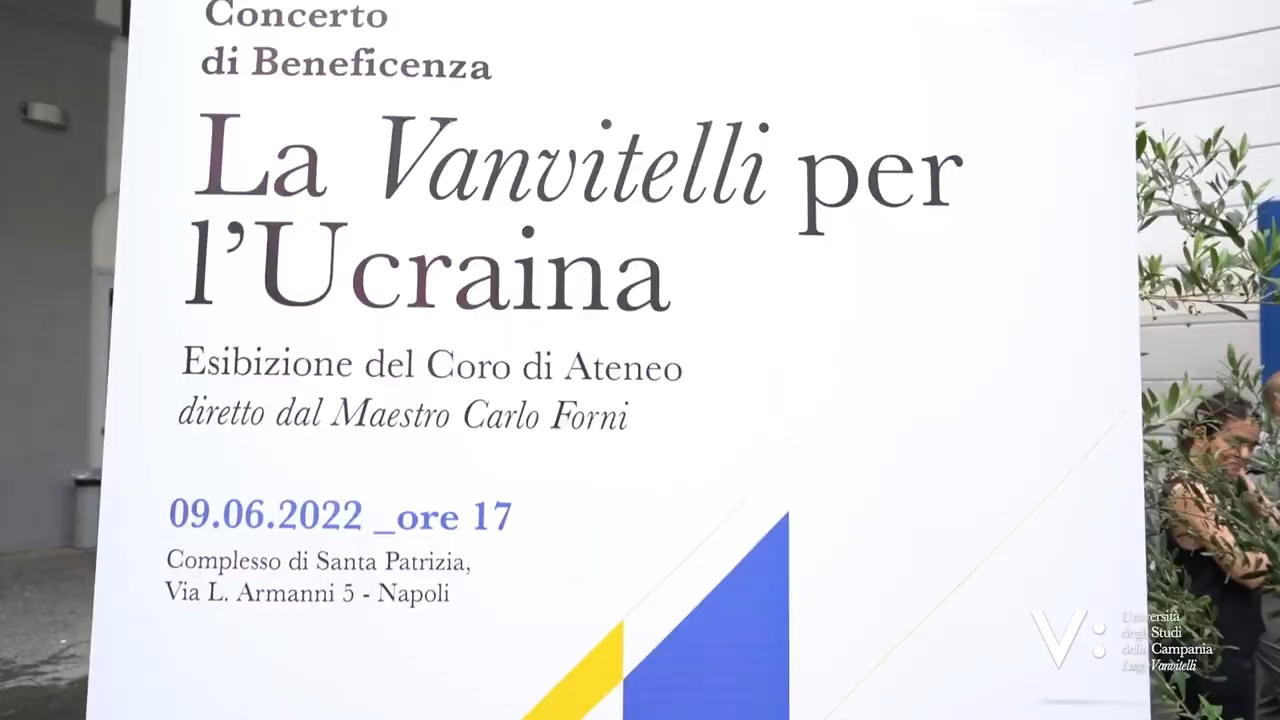 Concerto
di Beneficenza
La Vanvitelli per
l'Ucraina
Esibizione del Coro di Ateneo
diretto dal Maestro Carlo Forni
09.06.2022 _ore 17
Complesso di Santa Patrizia,
Via L. Armanni 5 - Napoli
V:
Università
degli Studi
della Campania
Luigi Vanvitelli